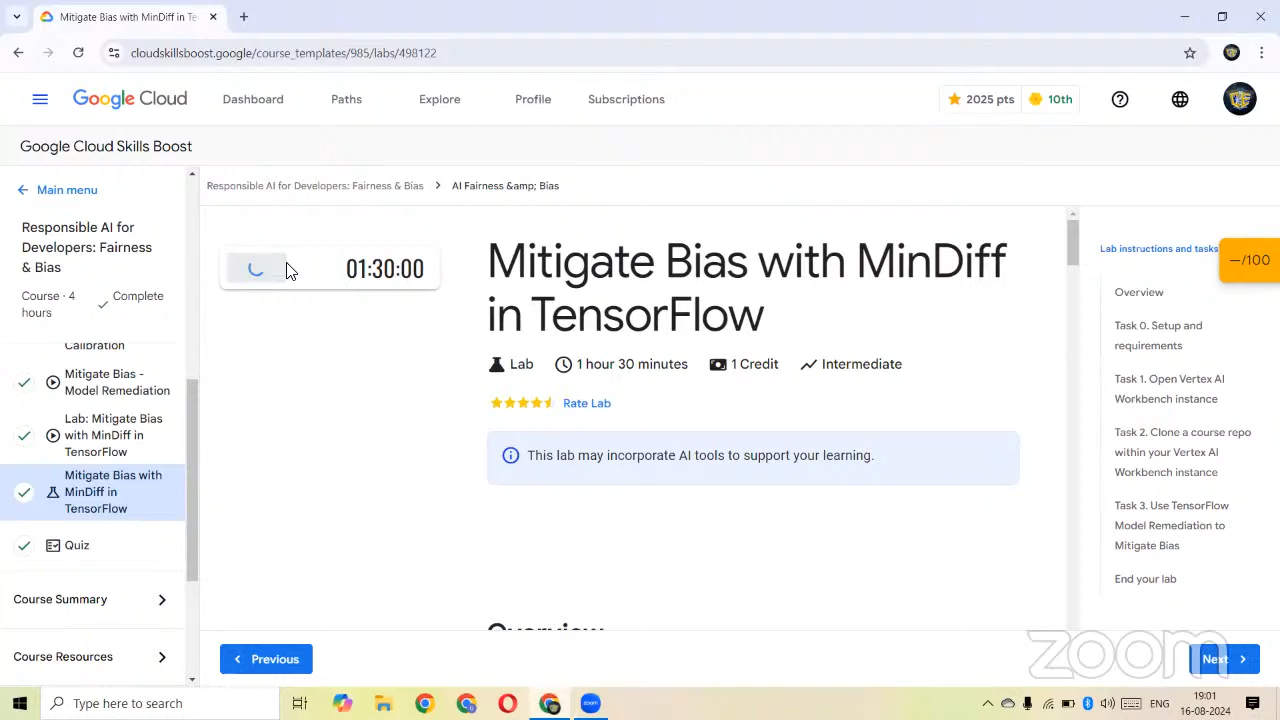 Mitigate Bias with MinDiff in Te
cloudskillsboost.google/course_templates/985/labs/498122
Google Cloud
Dashboard
Paths
Explore
Profile
Subscriptions
2025 pts
10th
Google Cloud Skills Boost
Main menu
Responsible AI for
Developers: Fairness
& Bias
Course · 4
hours
Complete
Calibration
Mitigate Bias -
Model Remediation
Lab: Mitigate Bias
with MinDiff in
TensorFlow
Mitigate Bias with
MinDiff in
TensorFlow
Quiz
Course Summary
Course Resources
Responsible AI for Developers: Fairness & Bias
AI Fairness &amp; Bias
01:30:00
Mitigate Bias with MinDiff
in TensorFlow
Lab
1 hour 30 minutes
1 Credit
Intermediate
Rate Lab
This lab may incorporate AI tools to support your learning.
Overview
Previous
Next
Lab instructions and tasks
—/100
Overview
Task 0. Setup and
requirements
Task 1. Open Vertex AI
Workbench instance
Task 2. Clone a course repo
within your Vertex AI
Workbench instance
Task 3. Use TensorFlow
Model Remediation to
Mitigate Bias
End your lab
zoom
Type here to search
zoom
ENG
19:01
16-08-2024